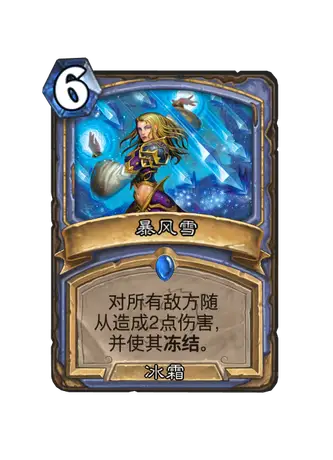 6
暴风雪
对所有敌方随
从造成2点伤害，
并使其冻结。
冰霜